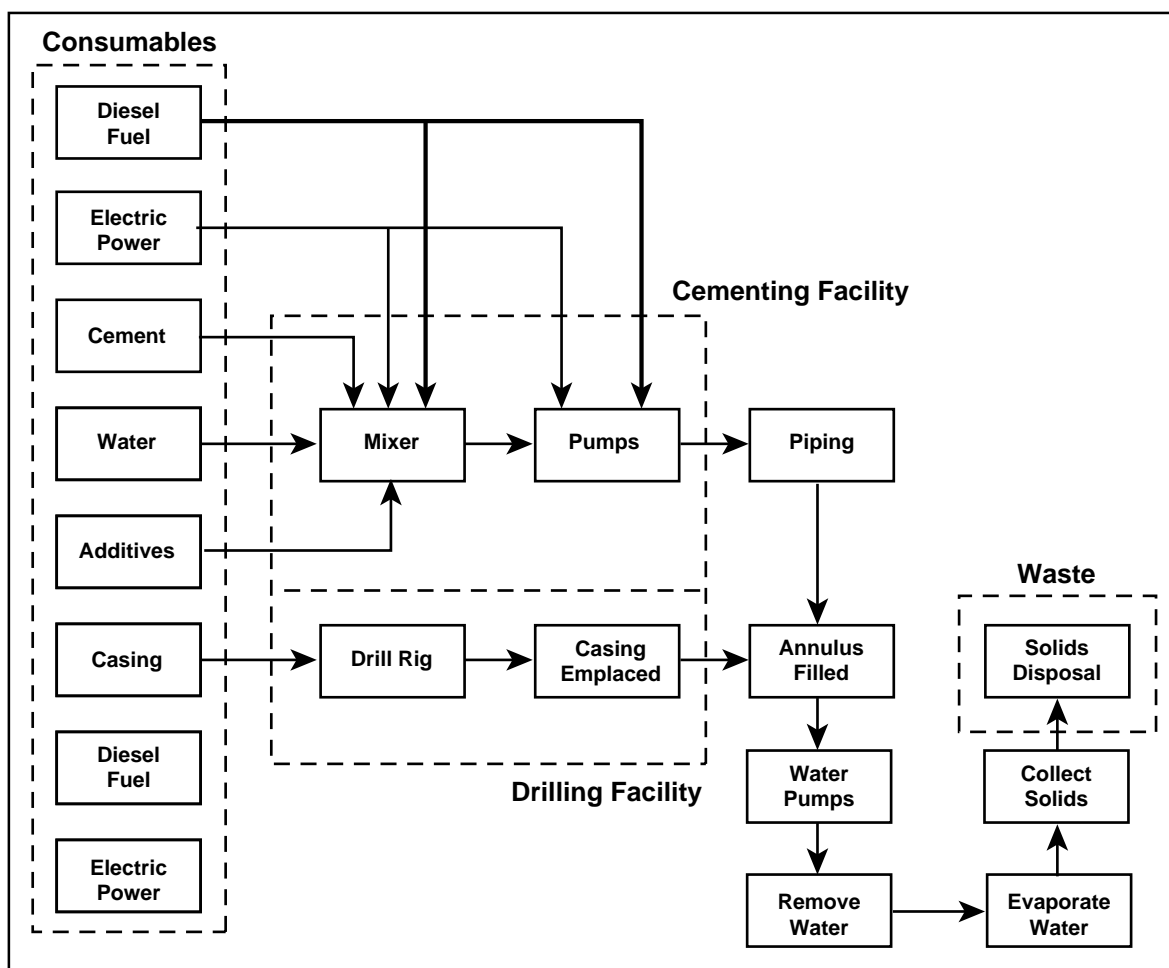 Consumables
Diesel
Fuel
Electric
Power
Cementing Facility
Cement
Water
Mixer
Pumps
Piping
Additives
Waste
Casing
Drill Rig
Casing
Emplaced
Annulus
Filled
Solids
Disposal
Diesel
Fuel
Drilling Facility
Water
Pumps
Collect
Solids
Electric
Power
Remove
Water
Evaporate
Water